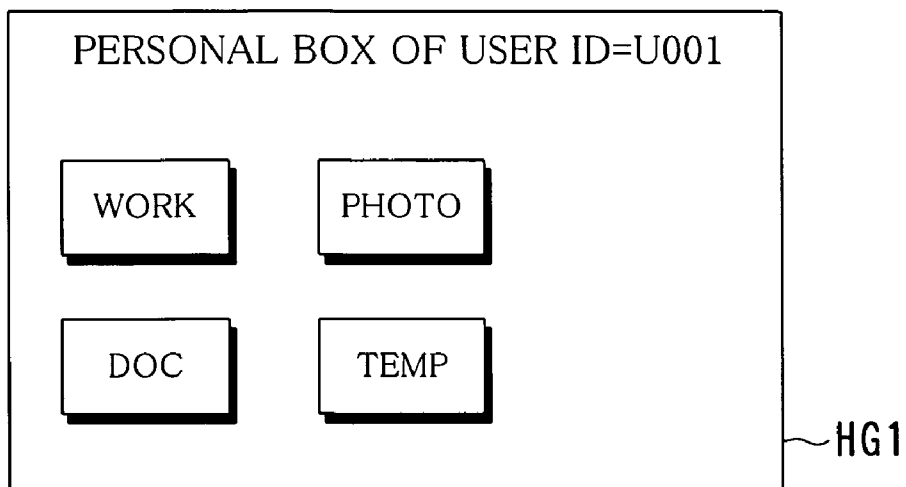 PERSONAL BOX OF USER ID=U001
WORK PHOTO
DOC TEMP
HG1